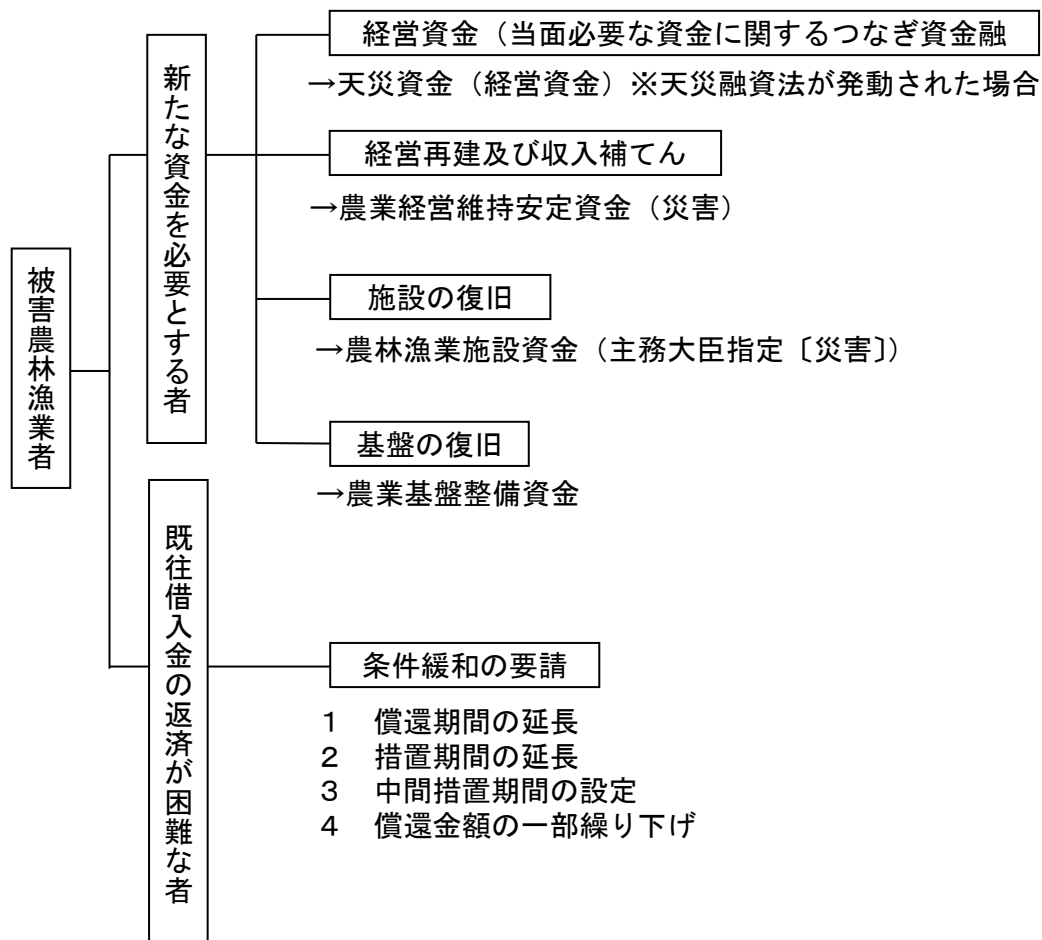 被害農林漁業者
新たな資金を必要とする者
経営資金（当面必要な資金に関するつなぎ資金融
→天災資金（経営資金）※天災融資法が発動された場合
経営再建及び収入補てん
→農業経営維持安定資金（災害）
施設の復旧
→農林漁業施設資金（主務大臣指定〔災害〕）
基盤の復旧
→農業基盤整備資金
既往借入金の返済が困難な者
条件緩和の要請
１　償還期間の延長
２　措置期間の延長
３　中間措置期間の設定
４　償還金額の一部繰り下げ